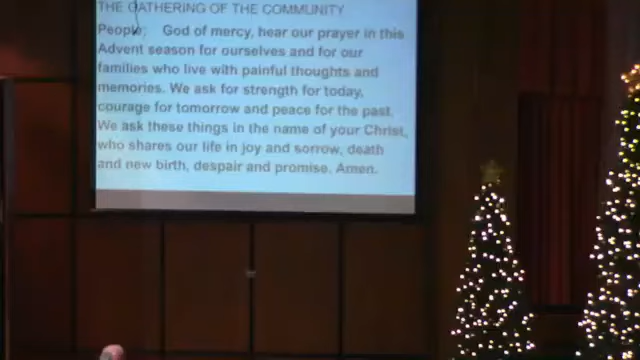 THE GATHERING OF THE COMMUNITY
People: God of mercy, hear our prayer in this
Advent season for ourselves and for our
families who live with painful thoughts and
memories. We ask for strength for today,
courage for tomorrow and peace for the past.
We ask these things in the name of your Christ,
who shares our life in joy and sorrow, death
and new birth, despair and promise. Amen.